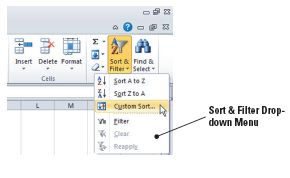 Insert Delete Format Sort & Find &
Filter Select
Cells
Sort A to Z
Sort Z to A
Custom Sort...
Filter
Clear
Reapply
L M
Sort & Filter Drop-
down Menu